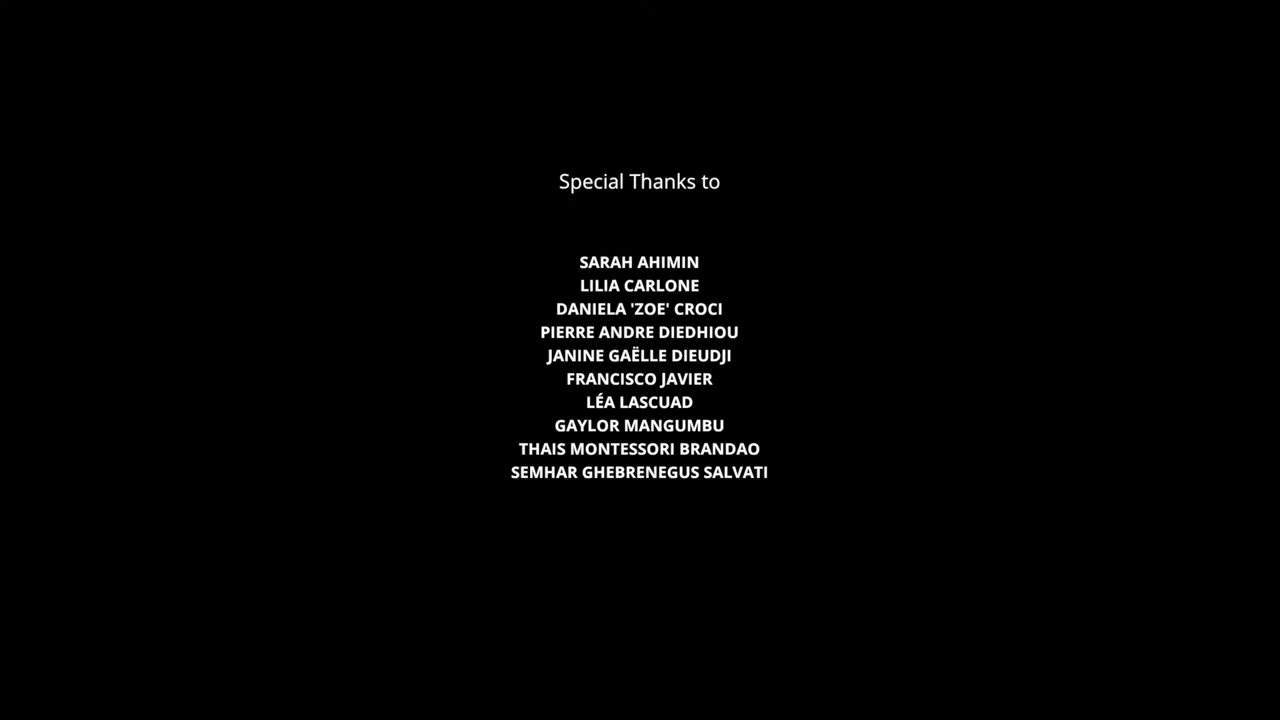 Special Thanks to
SARAH AHIMIN
LILIA CARLONE
DANIELA 'ZOE' CROCI
PIERRE ANDRE DIEDHIOU
JANINE GAËLLE DIEUDJI
FRANCISCO JAVIER
LÉA LASCUAD
GAYLOR MANGUMBU
THAIS MONTESSORI BRANDAO
SEMHAR GHEBRENEGUS SALVATI